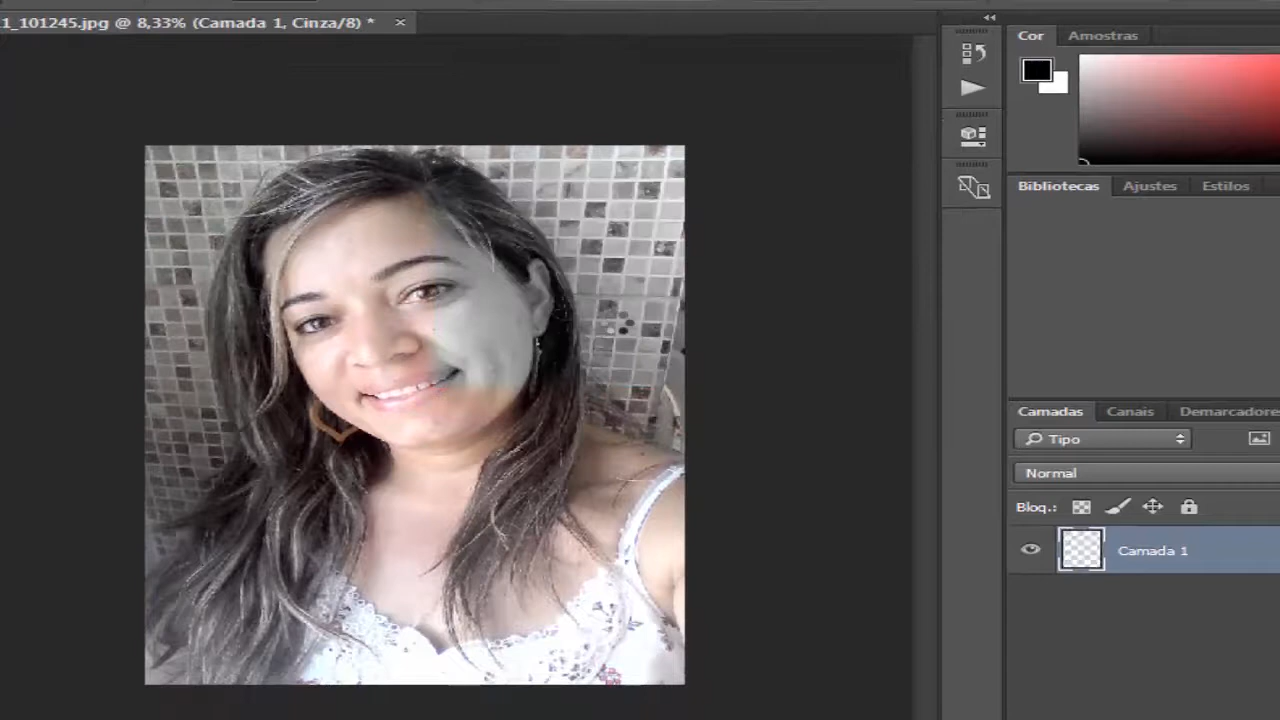 1_101245.jpg @ 8,33% (Camada 1, Cinza/8) *
Cor
Amostras
Bibliotecas
Ajustes
Estilos
Camadas
Canais
Demarcadore
Tipo
Normal
Bloq.:
Camada 1